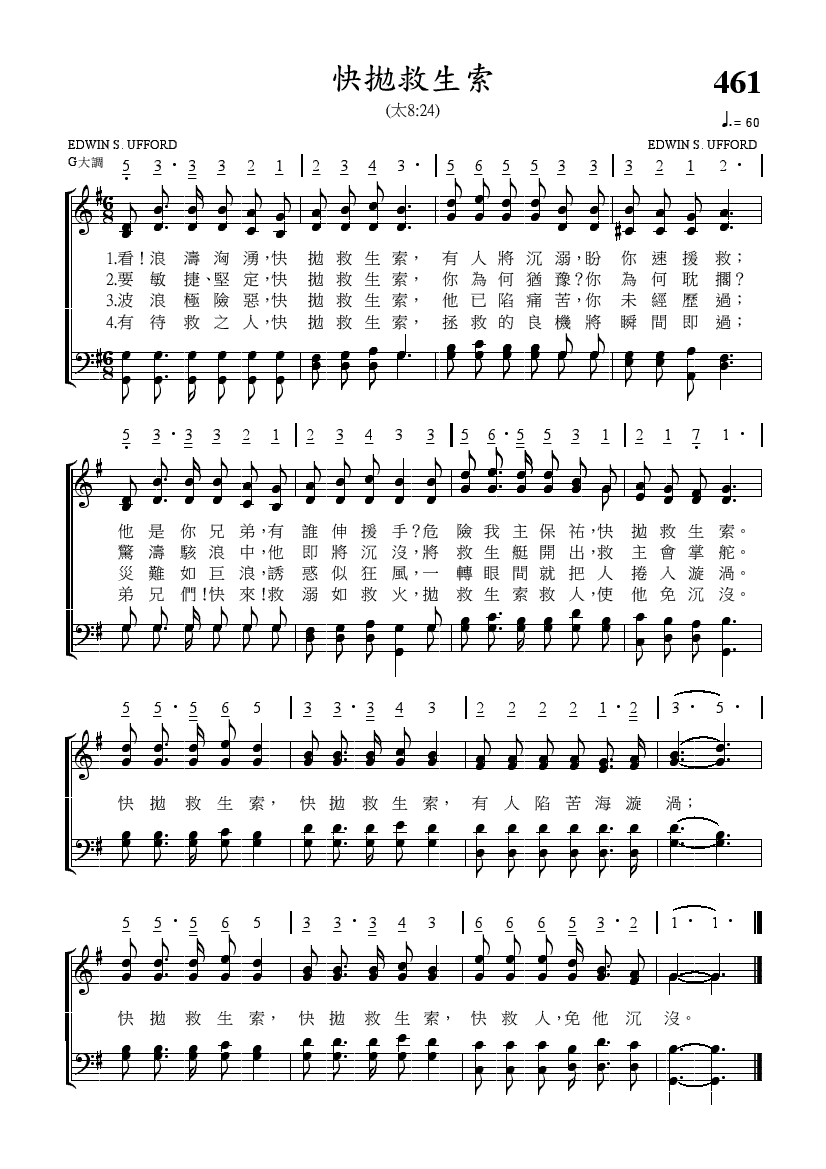 快拋救生索
461
(太8:24)
♩. = 60
EDWIN S. UFFORD EDWIN S. UFFORD
G大調 5 3 · 3 3 2 1 | 2 3 4 3 · | 5 6 5 5 3 3 | 3 2 1 2 · |
1.看!浪濤洶湧,快拋救生索,有人將沉溺,盼你速援救;
2.要敏捷、堅定,快拋救生索,你為何猶豫?你為何耽擱?
3.波浪極險惡,快拋救生索,他已陷痛苦,你未經歷過;
4.有待救之人,快拋救生索,拯救的良機將瞬間即過;
5 3 · 3 3 2 1 | 2 3 4 3 3 | 5 6 · 5 5 3 1 | 2 1 7 1 · |
他是你兄弟,有誰伸援手?危險我主保祐,快拋救生索。
驚濤駭浪中,他即將沉沒,將救生艇開出,救主會掌舵。
災難如巨浪,誘惑似狂風,一轉眼間就把人捲入漩渦。
弟兄們!快來!救溺如救火,拋救生索救人,使他免沉沒。
5 5 · 5 6 5 | 3 3 · 3 4 3 | 2 2 2 2 1 · 2 | 3 · 5 · |
快拋救生索,快拋救生索,有人陷苦海漩渦;
5 5 · 5 6 5 | 3 3 · 3 4 3 | 6 6 6 5 3 · 2 | 1 · 1 ·
快拋救生索,快拋救生索,快救人,免他沉沒。